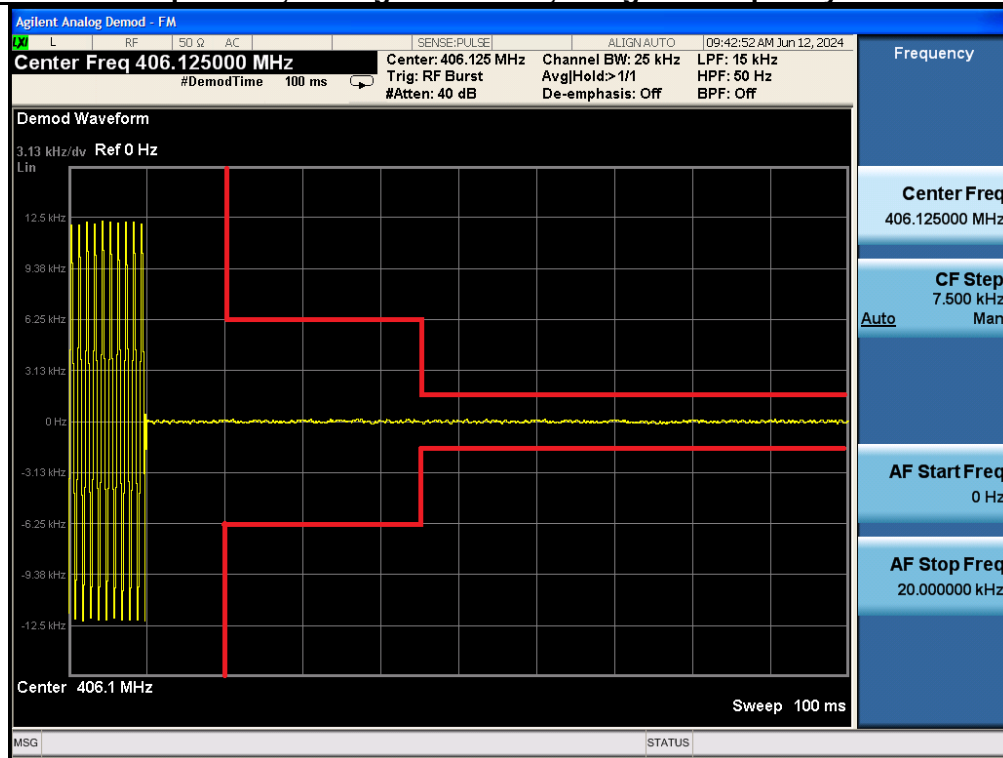 Agilent Analog Demod - FM
LXI L RF 50 Ω AC SENSE:PULSE ALIGN AUTO 09:42:52 AM Jun 12, 2024
Center Freq 406.125000 MHz
#DemodTime 100 ms
Center: 406.125 MHz Channel BW: 25 kHz LPF: 15 kHz
Trig: RF Burst Avg|Hold:> 1/1 HPF: 50 Hz
#Atten: 40 dB De-emphasis: Off BPF: Off
Demod Waveform
3.13 kHz/dv Ref 0 Hz
Lin
12.5 kHz
9.38 kHz
6.25 kHz
3.13 kHz
0 Hz
-3.13 kHz
-6.25 kHz
-9.38 kHz
-12.5 kHz
Center 406.1 MHz
Sweep 100 ms
Frequency
Center Freq
406.125000 MHz
CF Step
7.500 kHz
Auto Man
AF Start Freq
0 Hz
AF Stop Freq
20.000000 kHz
MSG STATUS